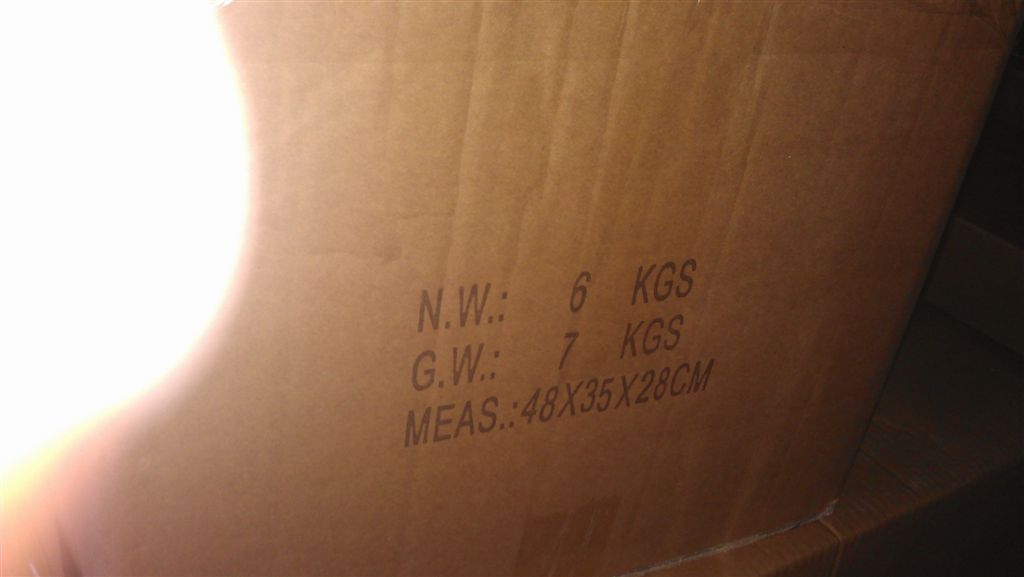 N.W.: 6 KGS
G.W.: 7 KGS
MEAS.:48X35X28CM